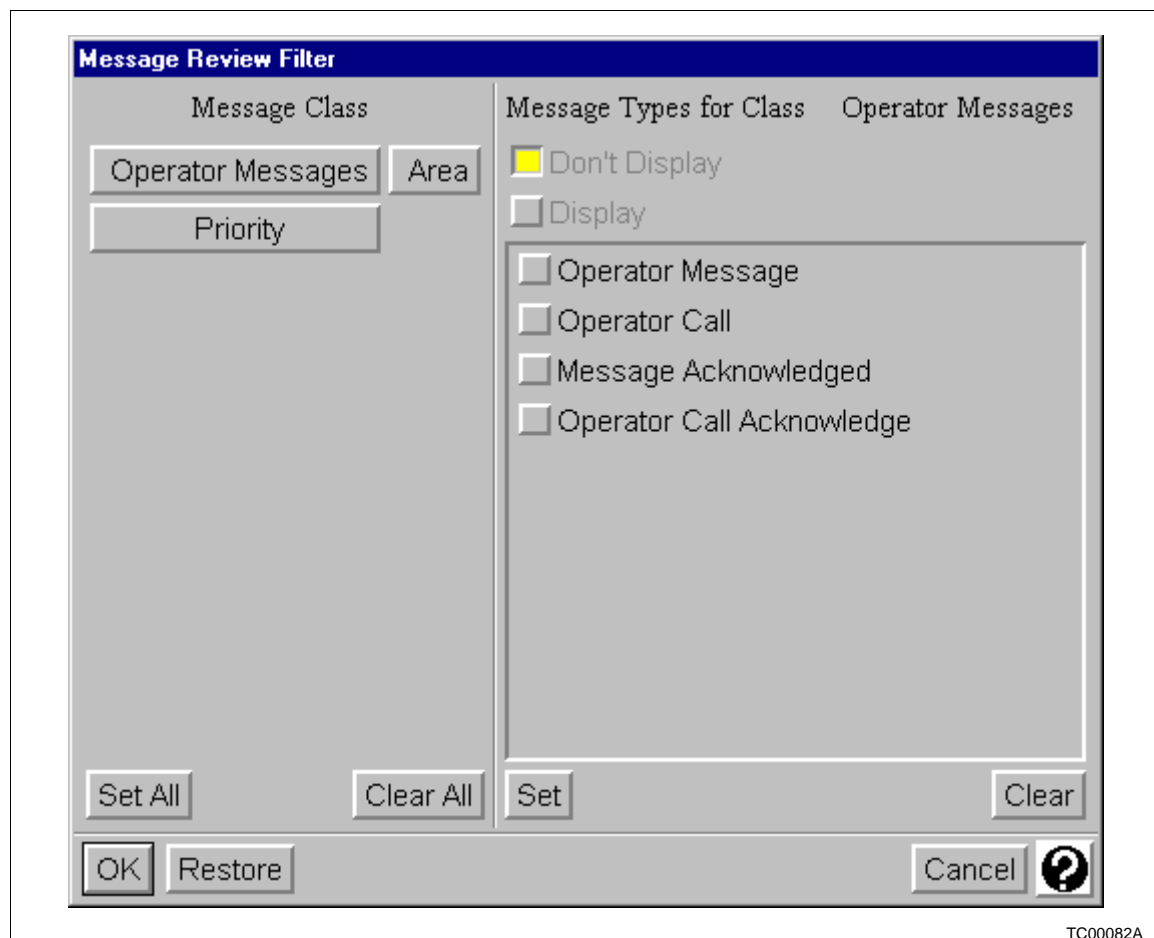 Message Review Filter
Message Class
Operator Messages Area
Priority
Set All Clear All
Message Types for Class Operator Messages
Don't Display
Display
Operator Message
Operator Call
Message Acknowledged
Operator Call Acknowledge
Set Clear
OK Restore Cancel ?
TC00082A